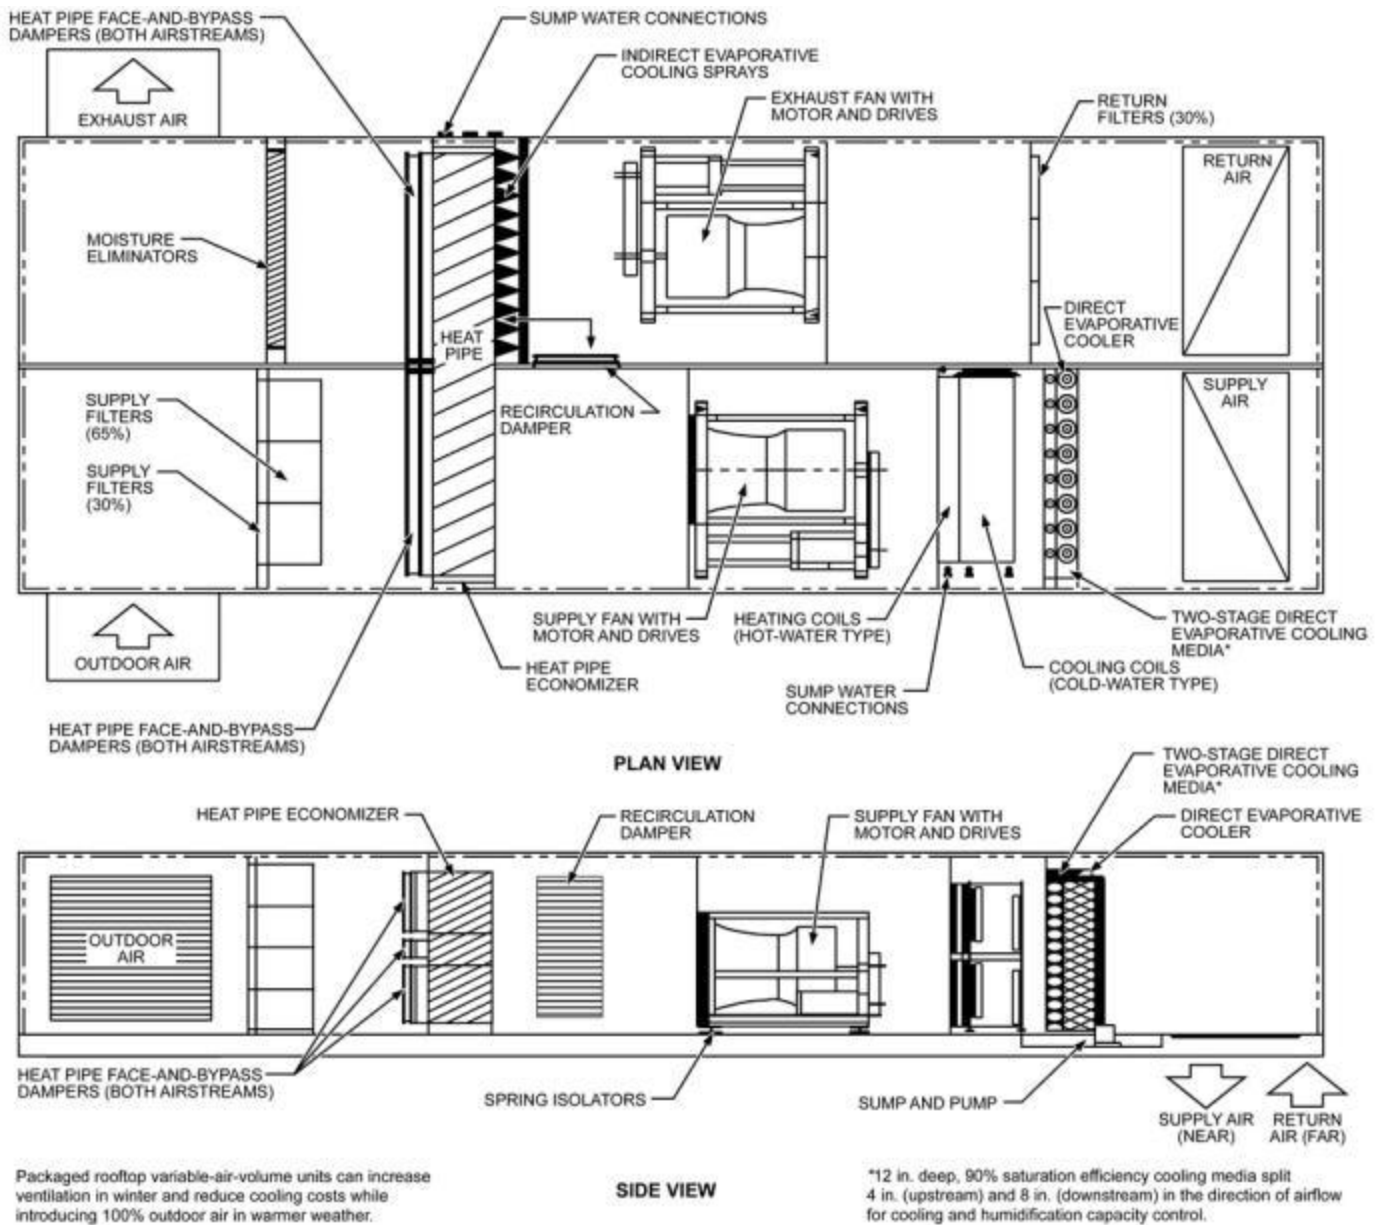 HEAT PIPE FACE-AND-BYPASS
DAMPERS (BOTH AIRSTREAMS)
SUMP WATER CONNECTIONS
INDIRECT EVAPORATIVE
COOLING SPRAYS
EXHAUST FAN WITH
MOTOR AND DRIVES
RETURN
FILTERS (30%)
EXHAUST AIR
RETURN
AIR
MOISTURE
ELIMINATORS
DIRECT
EVAPORATIVE
COOLER
HEAT
PIPE
SUPPLY
FILTERS
(65%)
RECIRCULATION
DAMPER
SUPPLY
AIR
SUPPLY
FILTERS
(30%)
OUTDOOR AIR
SUPPLY FAN WITH
MOTOR AND DRIVES
HEATING COILS
(HOT-WATER TYPE)
TWO-STAGE DIRECT
EVAPORATIVE COOLING
MEDIA*
HEAT PIPE
ECONOMIZER
SUMP WATER
CONNECTIONS
COOLING COILS
(COLD-WATER TYPE)
HEAT PIPE FACE-AND-BYPASS
DAMPERS (BOTH AIRSTREAMS)
PLAN VIEW
TWO-STAGE DIRECT
EVAPORATIVE COOLING
MEDIA*
HEAT PIPE ECONOMIZER
RECIRCULATION
DAMPER
SUPPLY FAN WITH
MOTOR AND DRIVES
DIRECT EVAPORATIVE
COOLER
OUTDOOR
AIR
HEAT PIPE FACE-AND-BYPASS
DAMPERS (BOTH AIRSTREAMS)
SPRING ISOLATORS
SUMP AND PUMP
SUPPLY AIR
(NEAR)
RETURN
AIR (FAR)
Packaged rooftop variable-air-volume units can increase
ventilation in winter and reduce cooling costs while
introducing 100% outdoor air in warmer weather.
SIDE VIEW
*12 in. deep, 90% saturation efficiency cooling media split
4 in. (upstream) and 8 in. (downstream) in the direction of airflow
for cooling and humidification capacity control.